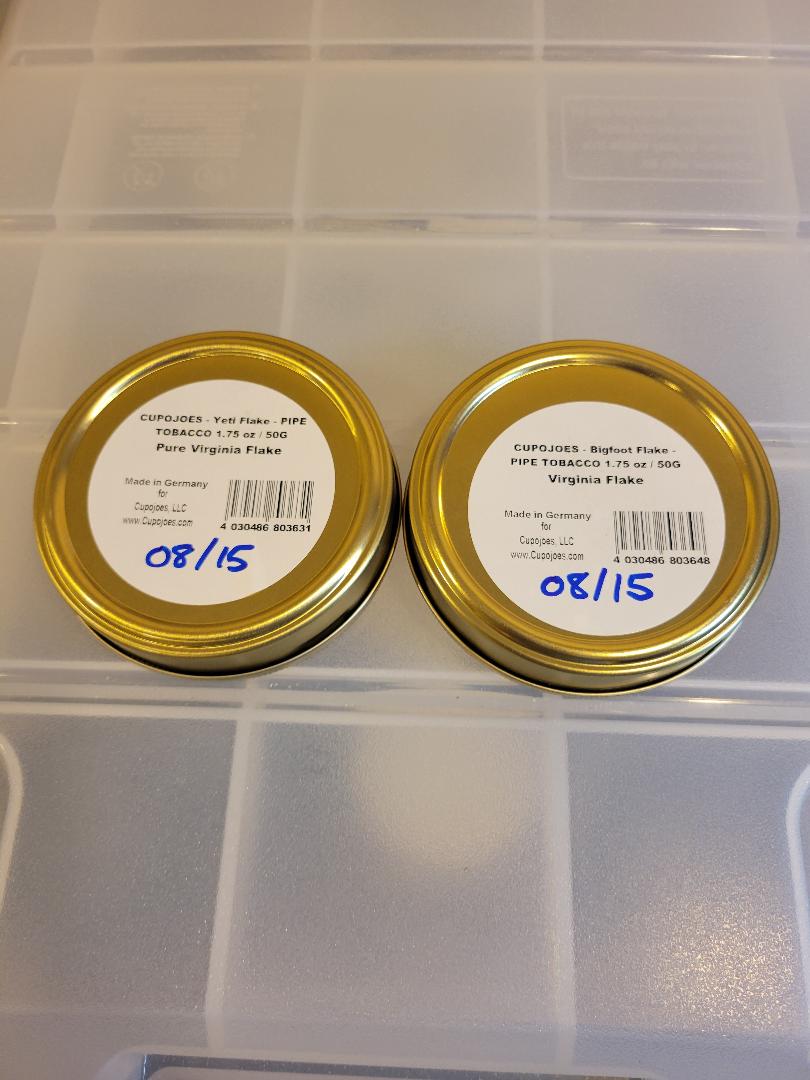 CUPOJOES - Yeti Flake - PIPE
TOBACCO 1.75 oz / 50G
Pure Virginia Flake
Made in Germany
for
Cupojoes, LLC
www.Cupojoes.com
4 030486 803631
08/15
CUPOJOES - Bigfoot Flake -
PIPE TOBACCO 1.75 oz / 50G
Virginia Flake
Made in Germany
for
Cupojoes, LLC
www.Cupojoes.com
4 030486 803648
08/15